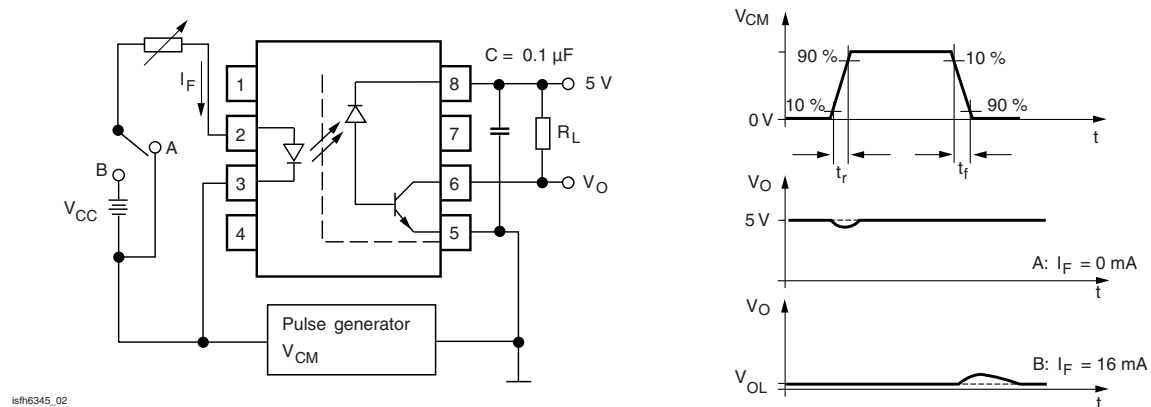 I_F
1
2
3
4
8
7
6
5
C = 0.1 µF
5 V
R_L
V_O
A
B
V_CC
Pulse generator
V_CM
isfh6345_02
V_CM
90 %
10 %
10 %
90 %
0 V
t
t_r
t_f
V_O
5 V
A: I_F = 0 mA
t
V_O
B: I_F = 16 mA
V_OL
t